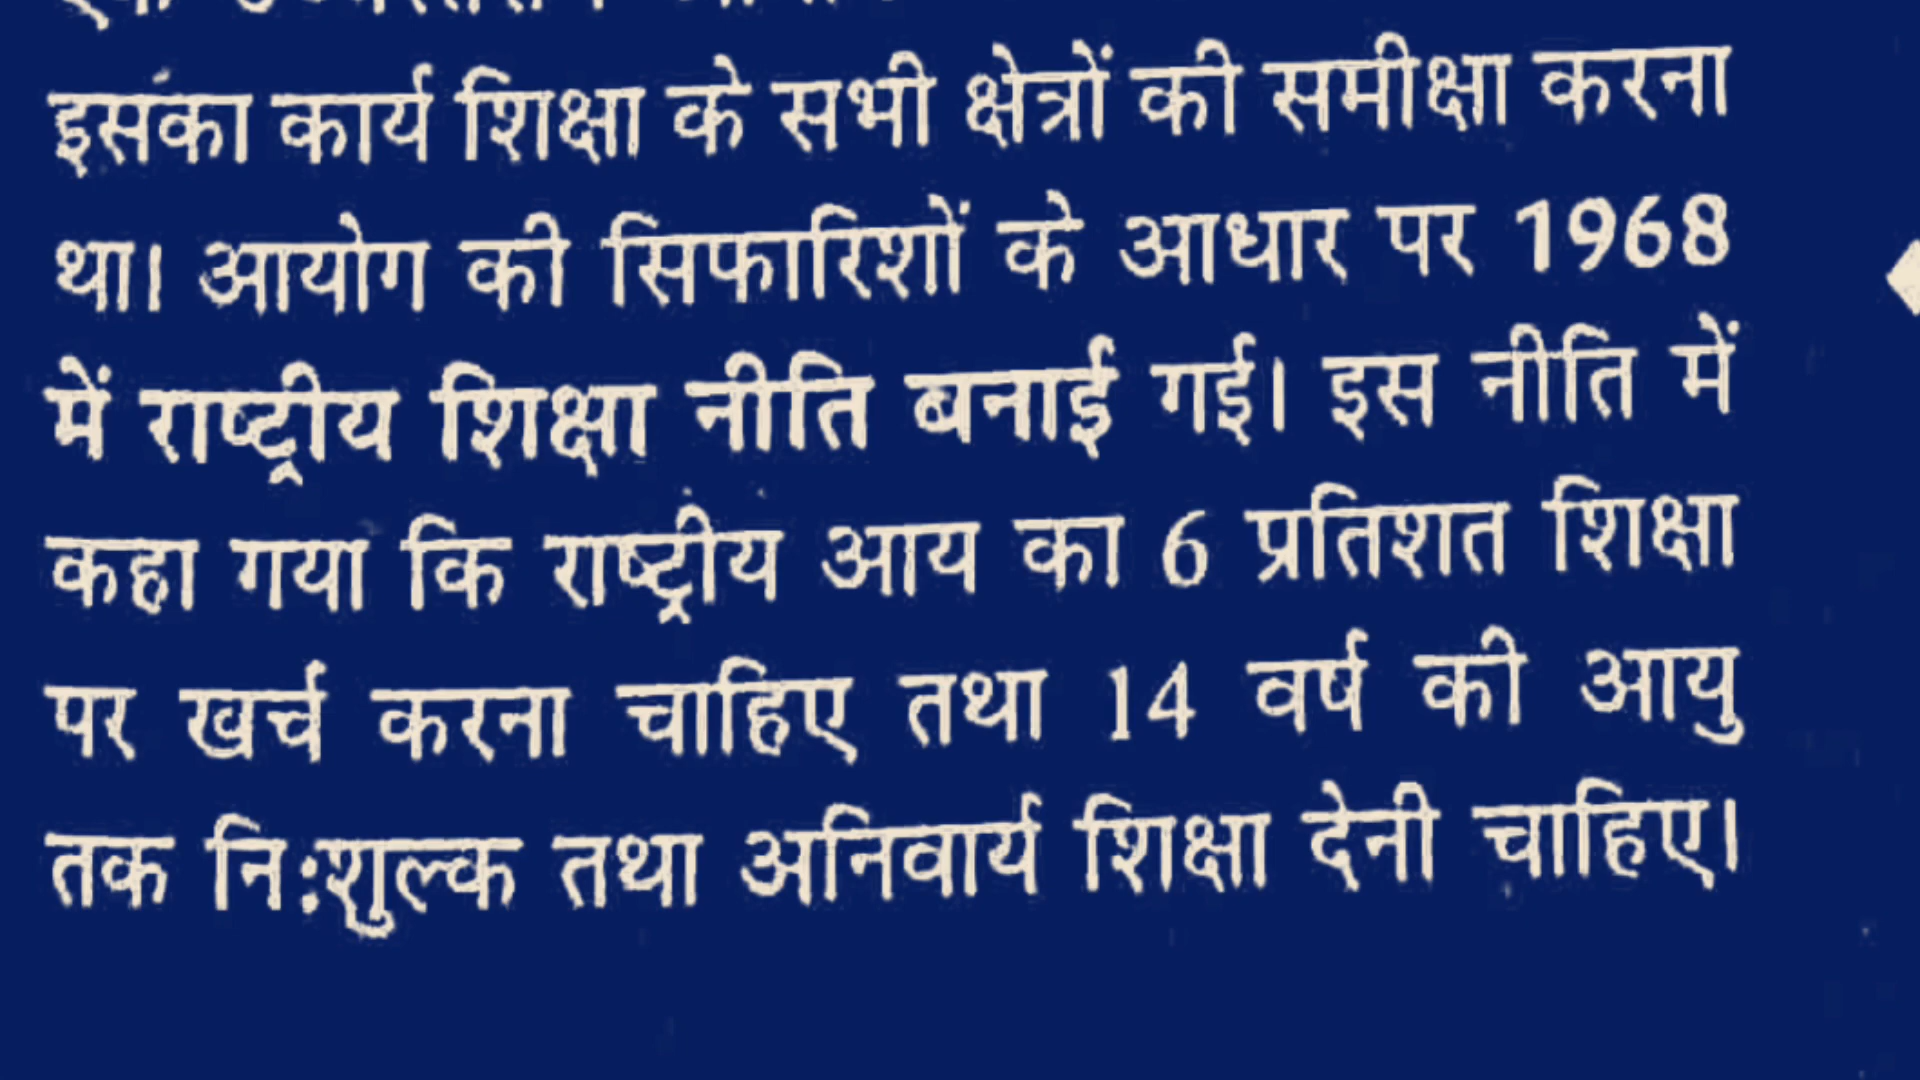 इसका कार्य शिक्षा के सभी क्षेत्रों की समीक्षा करना
था। आयोग की सिफारिशों के आधार पर 1968
में राष्ट्रीय शिक्षा नीति बनाई गई। इस नीति में
कहा गया कि राष्ट्रीय आय का 6 प्रतिशत शिक्षा
पर खर्च करना चाहिए तथा 14 वर्ष की आयु
तक नि:शुल्क तथा अनिवार्य शिक्षा देनी चाहिए।